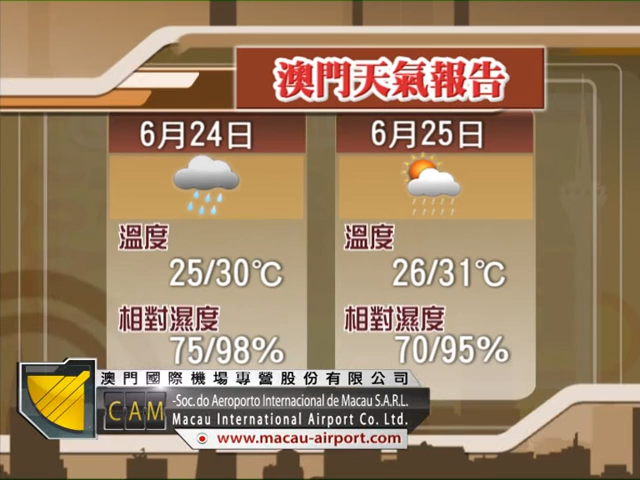 澳門天氣報告
6月24日
6月25日
溫度
25/30℃
溫度
26/31℃
相對濕度
75/98%
相對濕度
70/95%
澳門國際機場專營股份有限公司
CAM
-Soc. do Aeroporto Internacional de Macau S.A.R.L.
Macau International Airport Co. Ltd.
www.macau-airport.com